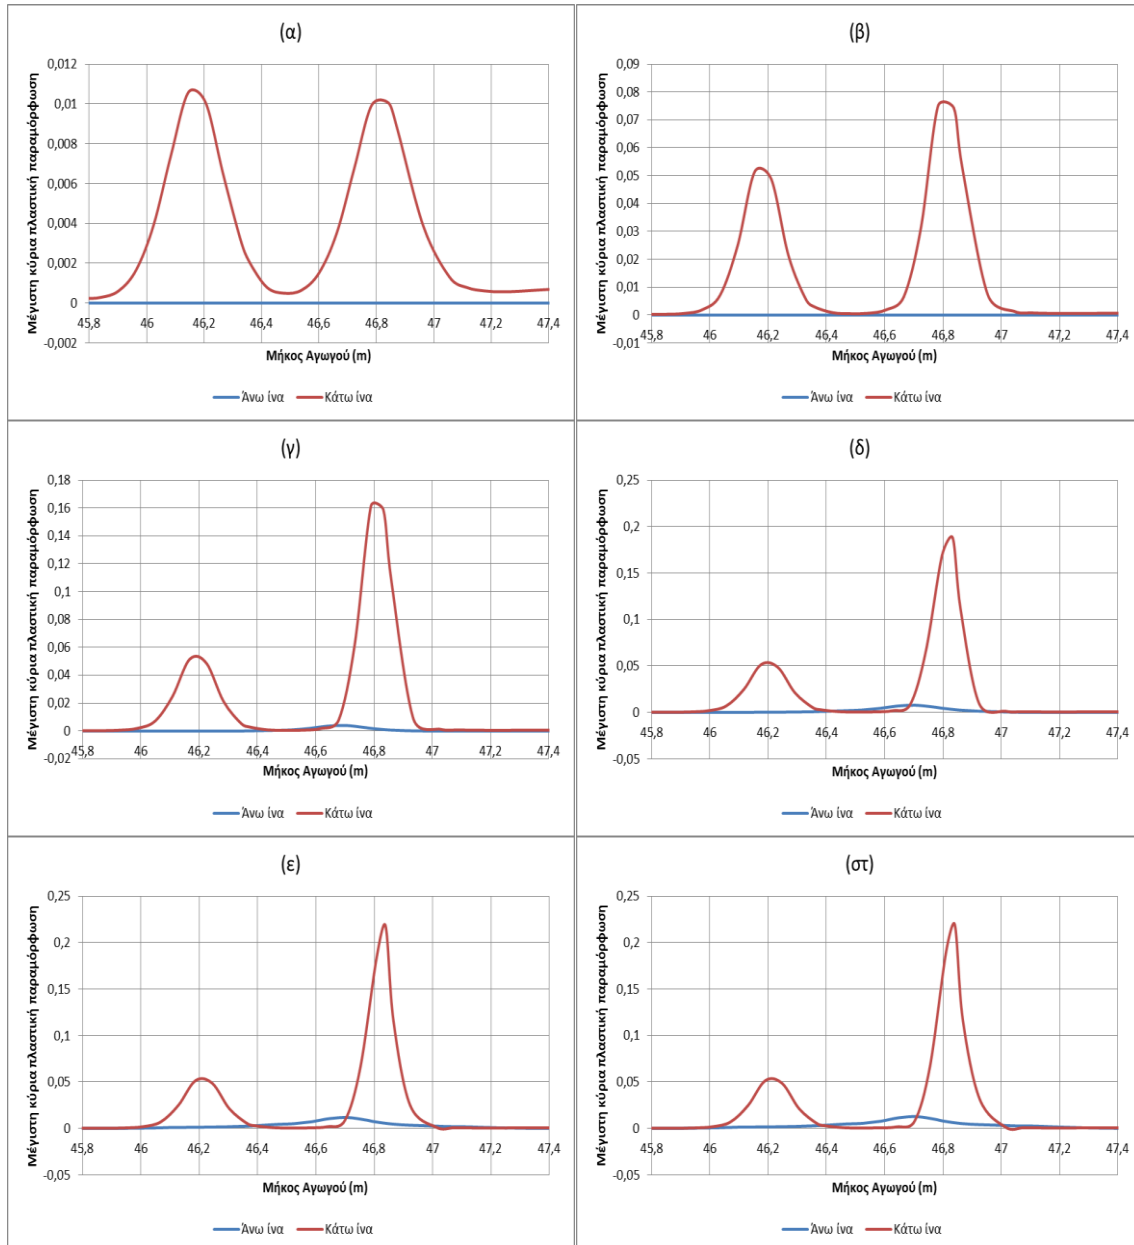 (α)
Μέγιστη κύρια πλαστική παραμόρφωση
0,012
0,01
0,008
0,006
0,004
0,002
0
-0,002
45,8 46 46,2 46,4 46,6 46,8 47 47,2 47,4
Μήκος Αγωγού (m)
Άνω ίνα Κάτω ίνα
(β)
Μέγιστη κύρια πλαστική παραμόρφωση
0,09
0,08
0,07
0,06
0,05
0,04
0,03
0,02
0,01
0
-0,01
45,8 46 46,2 46,4 46,6 46,8 47 47,2 47,4
Μήκος Αγωγού (m)
Άνω ίνα Κάτω ίνα
(γ)
Μέγιστη κύρια πλαστική παραμόρφωση
0,18
0,16
0,14
0,12
0,1
0,08
0,06
0,04
0,02
0
-0,02
45,8 46 46,2 46,4 46,6 46,8 47 47,2 47,4
Μήκος Αγωγού (m)
Άνω ίνα Κάτω ίνα
(δ)
Μέγιστη κύρια πλαστική παραμόρφωση
0,25
0,2
0,15
0,1
0,05
0
-0,05
45,8 46 46,2 46,4 46,6 46,8 47 47,2 47,4
Μήκος Αγωγού (m)
Άνω ίνα Κάτω ίνα
(ε)
Μέγιστη κύρια πλαστική παραμόρφωση
0,25
0,2
0,15
0,1
0,05
0
-0,05
45,8 46 46,2 46,4 46,6 46,8 47 47,2 47,4
Μήκος Αγωγού (m)
Άνω ίνα Κάτω ίνα
(στ)
Μέγιστη κύρια πλαστική παραμόρφωση
0,25
0,2
0,15
0,1
0,05
0
-0,05
45,8 46 46,2 46,4 46,6 46,8 47 47,2 47,4
Μήκος Αγωγού (m)
Άνω ίνα Κάτω ίνα